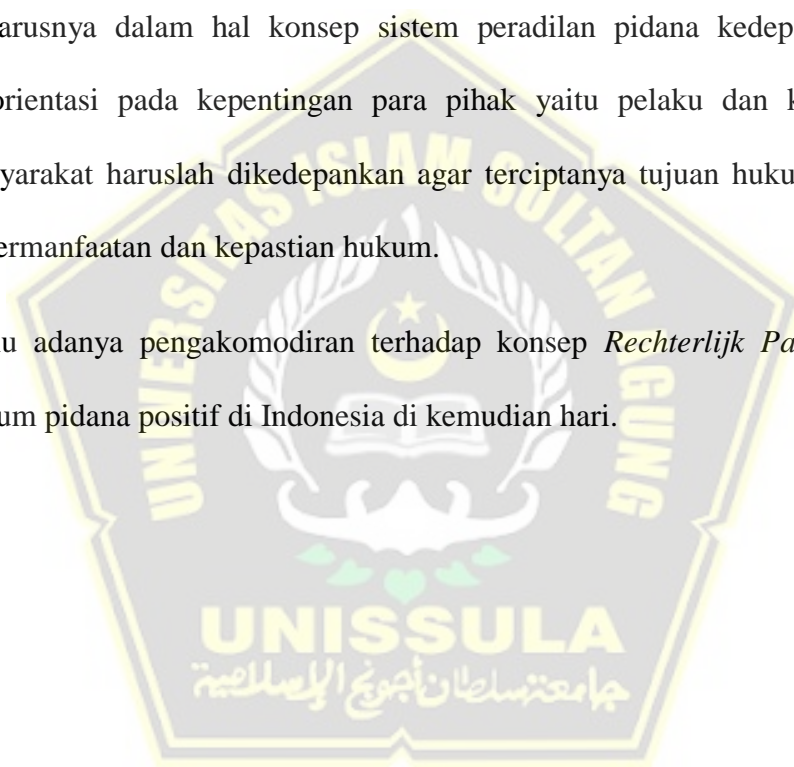 arusnya dalam hal konsep sistem peradilan pidana kedep
orientasi pada kepentingan para pihak yaitu pelaku dan k
yarakat haruslah dikedepankan agar terciptanya tujuan huku
ermanfaatan dan kepastian hukum.
u adanya pengakomodiran terhadap konsep Rechterlijk Pa
um pidana positif di Indonesia di kemudian hari.
UNIVERSITAS ISLAM SULTAN AGUNG
UNISSULA
جامعتسلطان أجونج الإسلامية